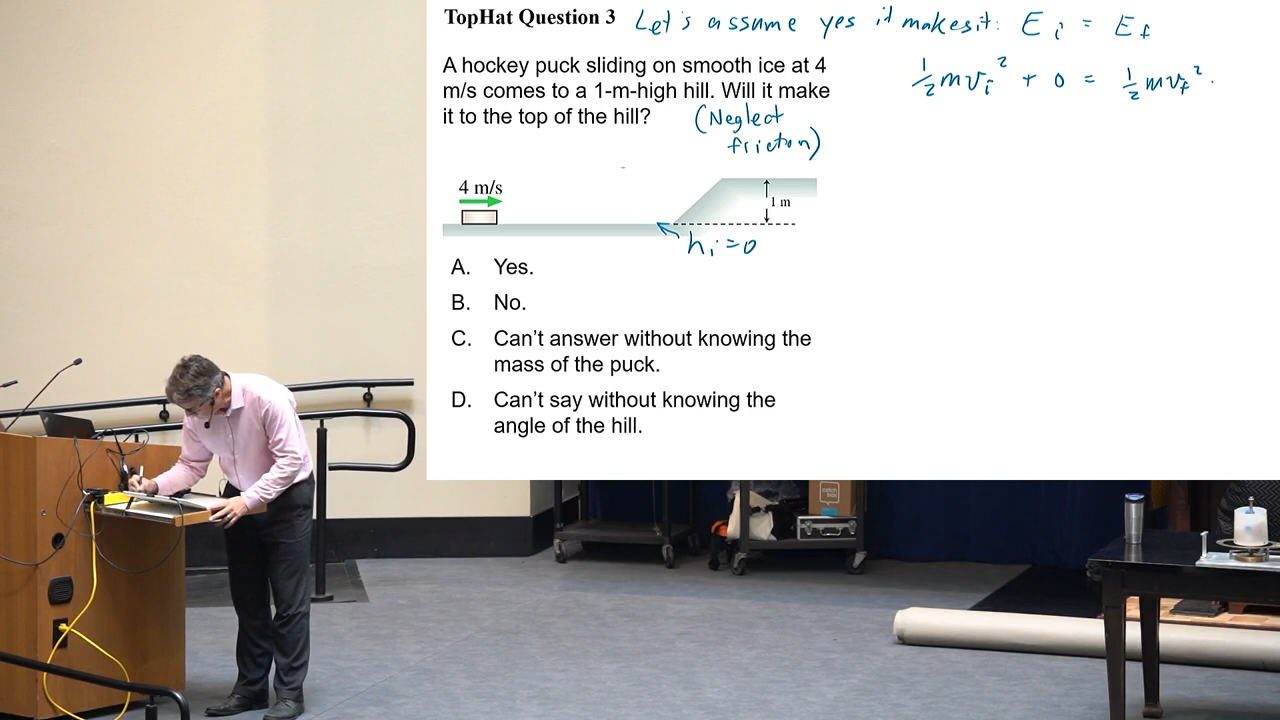 TopHat Question 3 Let's assume yes it makes it: Ei = Ef
½mvi² + 0 = ½mvf².
A hockey puck sliding on smooth ice at 4
m/s comes to a 1-m-high hill. Will it make
it to the top of the hill?
(Neglect
friction)
4 m/s
1 m
hi=0
A. Yes.
B. No.
C. Can't answer without knowing the
mass of the puck.
D. Can't say without knowing the
angle of the hill.